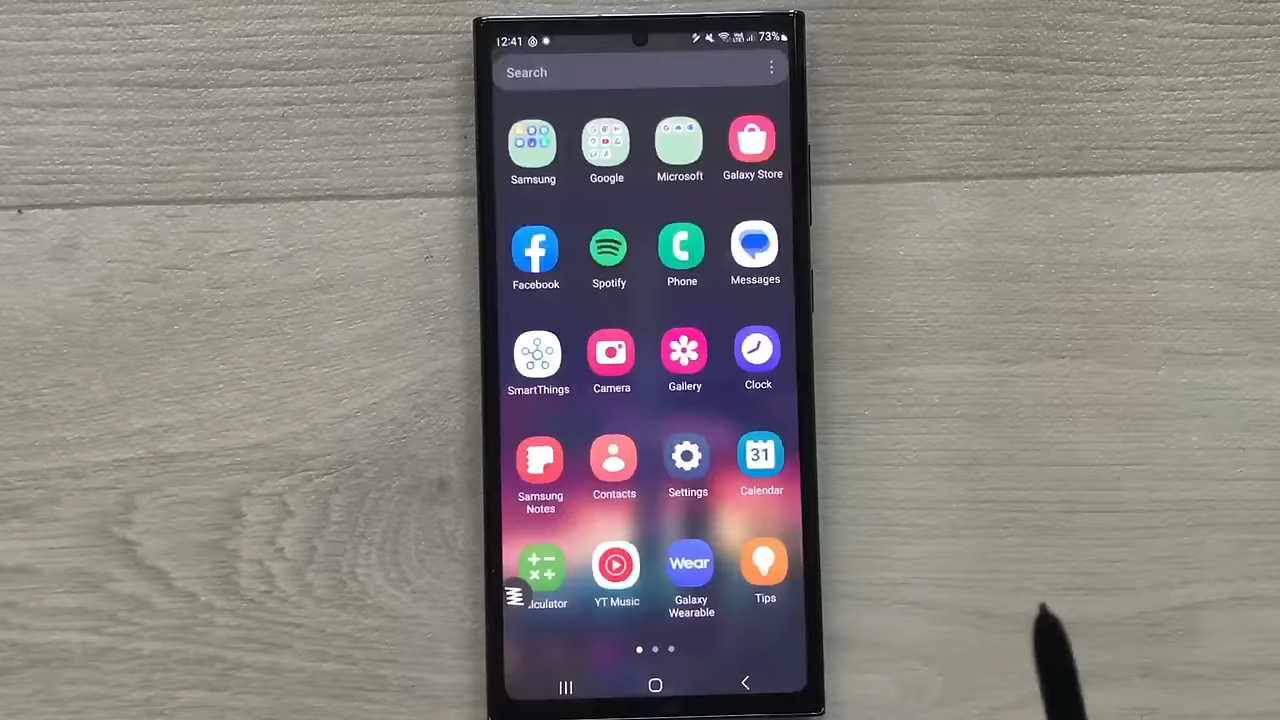 12:41
73%
Search
Samsung
Google
Microsoft
Galaxy Store
Facebook
Spotify
Phone
Messages
SmartThings
Camera
Gallery
Clock
31
Samsung
Notes
Contacts
Settings
Calendar
Wear
lculator
YT Music
Galaxy
Wearable
Tips